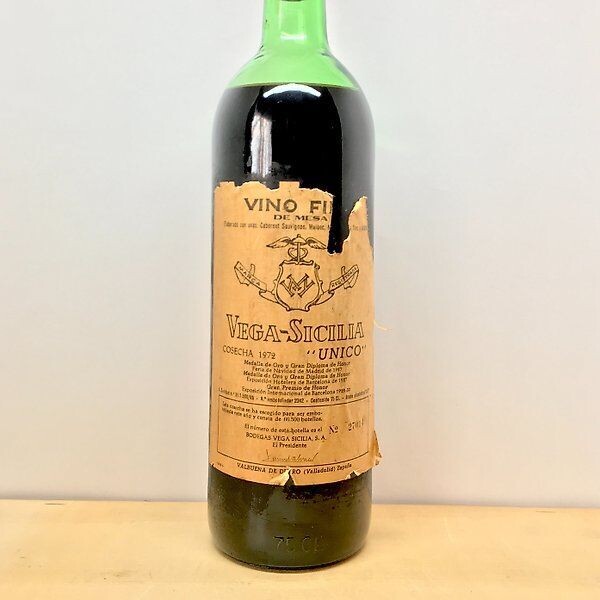 VINO FI
DE MESA
Elaborado con uvas, Cabernet Sauvignon, Malbec,
MARCA
VEGA-SICILIA
COSECHA 1972 "UNICO"
Medalla de Oro y Gran Diploma de Honor
Feria de Navidad de Madrid de 1927
Medalla de Oro y Gran Diploma de Honor
Exposición Hotelera de Barcelona de 1927
Gran Premio de Honor
Exposición Internacional de Barcelona 1929-30
Esta cosecha se ha escogido para ser embo-
tellada este año y consta de botellas.
El número de esta botella es el Nº
BODEGAS VEGA SICILIA, S. A.
El Presidente
VALBUENA DE DUERO (Valladolid) España
75 CL